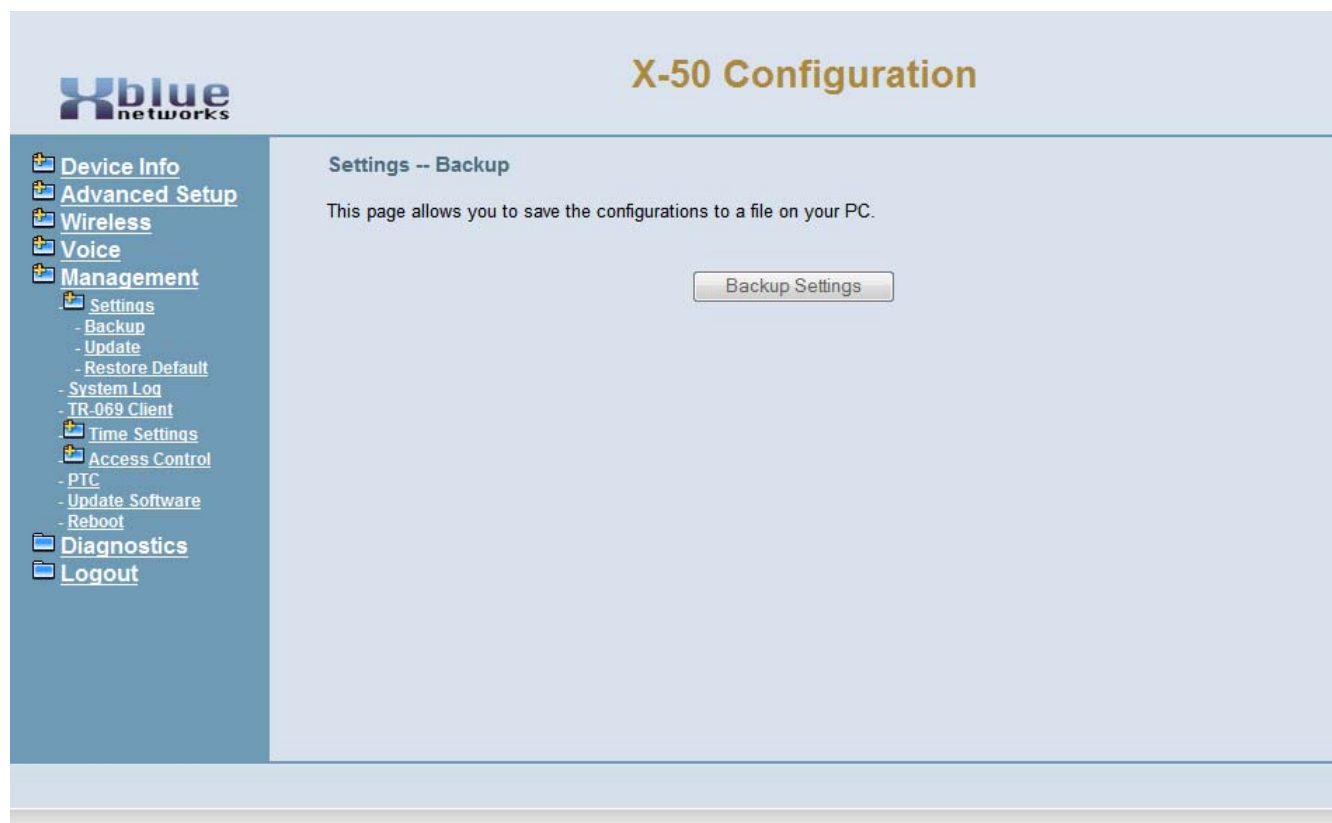 Xblue
networks
X-50 Configuration
Device Info
Advanced Setup
Wireless
Voice
Management
Settings
- Backup
- Update
- Restore Default
- System Log
- TR-069 Client
Time Settings
Access Control
- PTC
- Update Software
- Reboot
Diagnostics
Logout
Settings -- Backup
This page allows you to save the configurations to a file on your PC.
Backup Settings